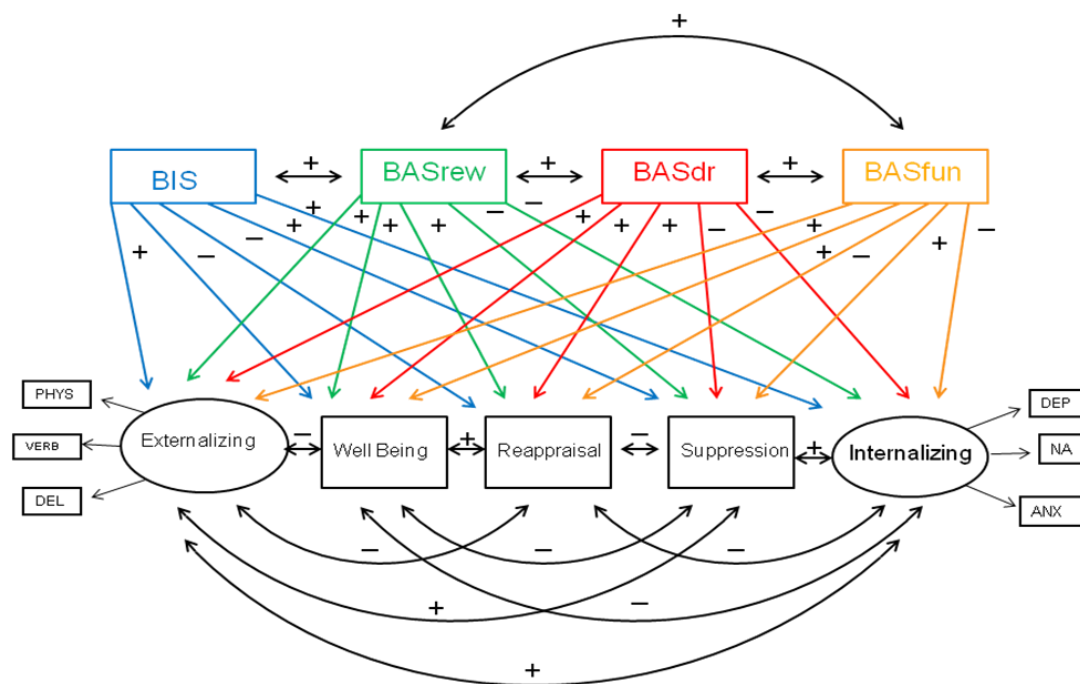 +
BIS + BASrew + BASdr + BASfun
+ − − + + + + + + − − + + + − − + + − + −
PHYS
VERB
DEL
Externalizing − Well Being + Reappraisal − Suppression + Internalizing
DEP
NA
ANX
− − −
+ −
+